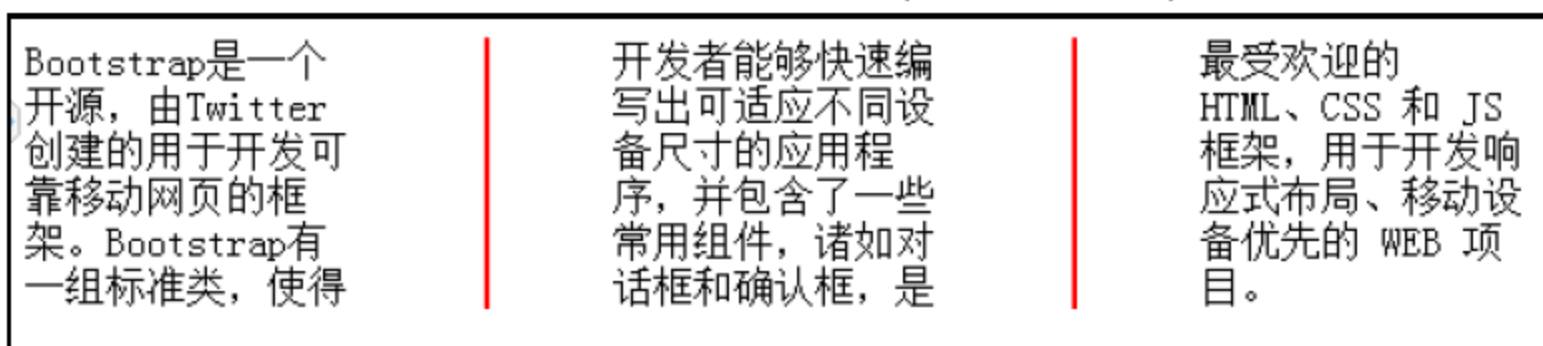 Bootstrap是一个
开源，由Twitter
创建的用于开发可
靠移动网页的框
架。Bootstrap有
一组标准类，使得
开发者能够快速编
写出可适应不同设
备尺寸的应用程
序，并包含了一些
常用组件，诸如对
话框和确认框，是
最受欢迎的
HTML、CSS 和 JS
框架，用于开发响
应式布局、移动设
备优先的 WEB 项
目。